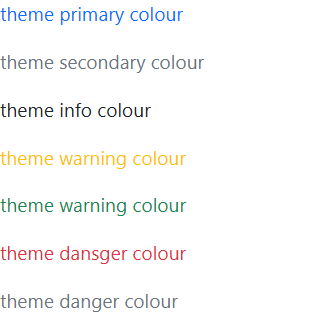 theme primary colour
theme secondary colour
theme info colour
theme warning colour
theme warning colour
theme dansger colour
theme danger colour